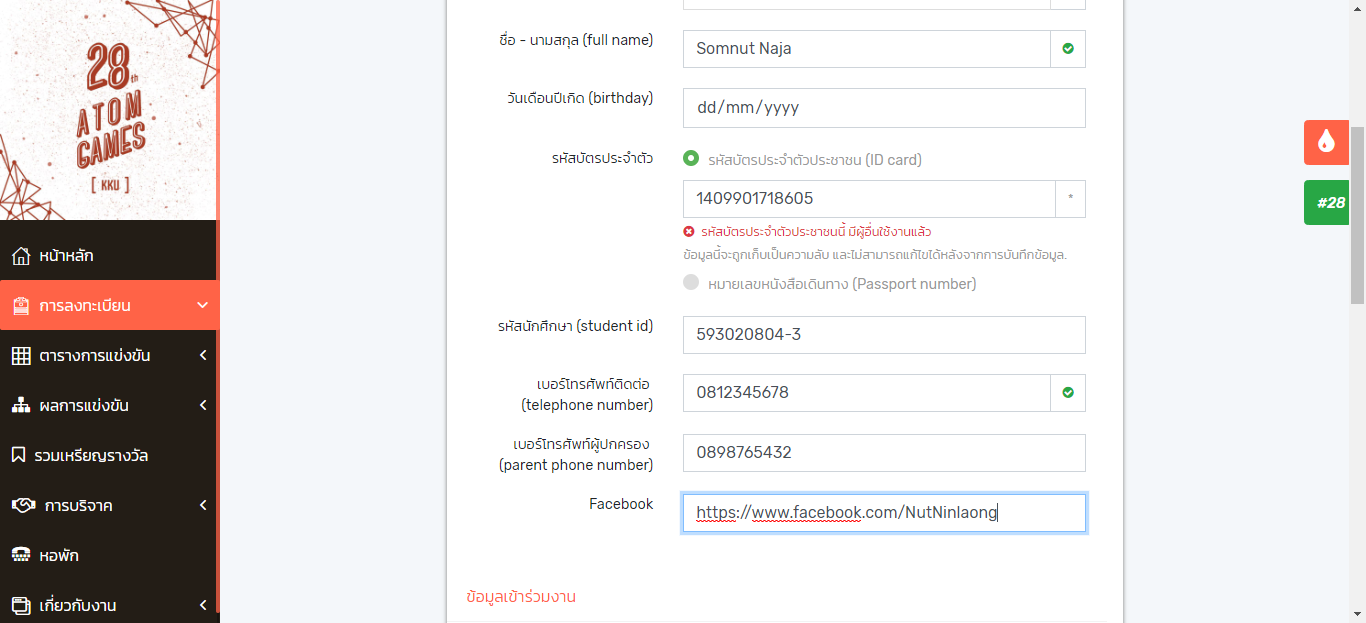 28th
ATOM
GAMES
[ KKU ]
หน้าหลัก
การลงทะเบียน
ตารางการแข่งขัน
ผลการแข่งขัน
รวมเหรียญรางวัล
การบริจาค
หอพัก
เกี่ยวกับงาน
ชื่อ - นามสกุล (full name)
Somnut Naja
วันเดือนปีเกิด (birthday)
dd/mm/yyyy
รหัสบัตรประจำตัว
รหัสบัตรประจำตัวประชาชน (ID card)
1409901718605
*
รหัสบัตรประจำตัวประชาชนนี้ มีผู้อื่นใช้งานแล้ว
ข้อมูลนี้จะถูกเก็บเป็นความลับ และไม่สามารถแก้ไขได้หลังจากการบันทึกข้อมูล.
หมายเลขหนังสือเดินทาง (Passport number)
รหัสนักศึกษา (student id)
593020804-3
เบอร์โทรศัพท์ติดต่อ
(telephone number)
0812345678
เบอร์โทรศัพท์ผู้ปกครอง
(parent phone number)
0898765432
Facebook
https://www.facebook.com/NutNinlaong
ข้อมูลเข้าร่วมงาน
#28